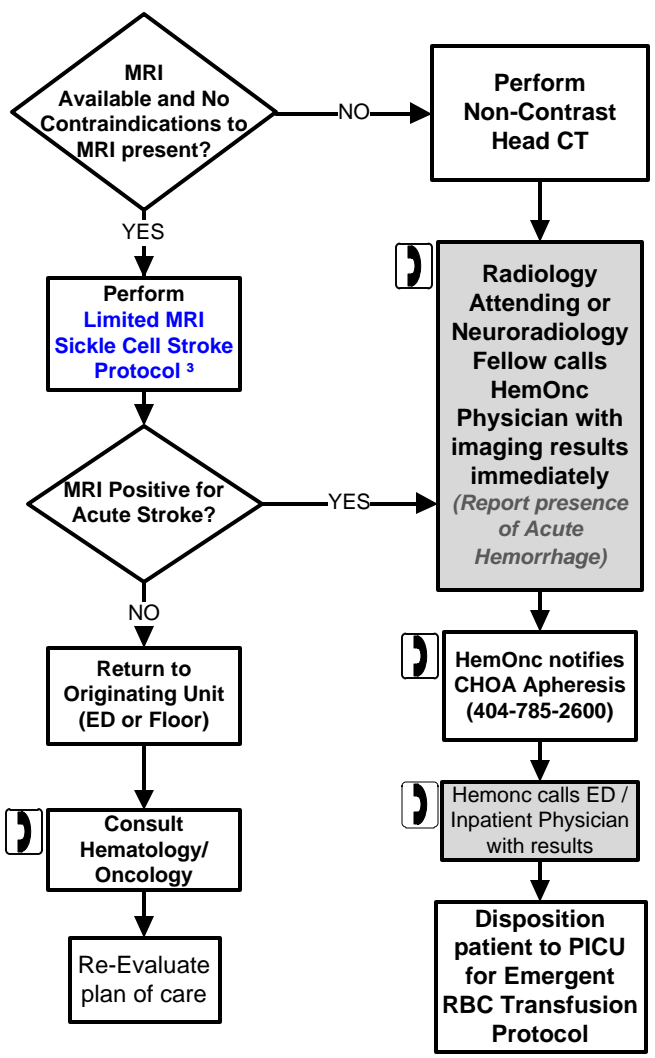 MRI
Available and No
Contraindications to
MRI present?
NO
Perform
Non-Contrast
Head CT
YES
Perform
Limited MRI
Sickle Cell Stroke
Protocol ³
Radiology
Attending or
Neuroradiology
Fellow calls
HemOnc
Physician with
imaging results
immediately
(Report presence
of Acute
Hemorrhage)
MRI Positive for
Acute Stroke?
YES
NO
Return to
Originating Unit
(ED or Floor)
HemOnc notifies
CHOA Apheresis
(404-785-2600)
Consult
Hematology/
Oncology
Hemonc calls ED /
Inpatient Physician
with results
Re-Evaluate
plan of care
Disposition
patient to PICU
for Emergent
RBC Transfusion
Protocol